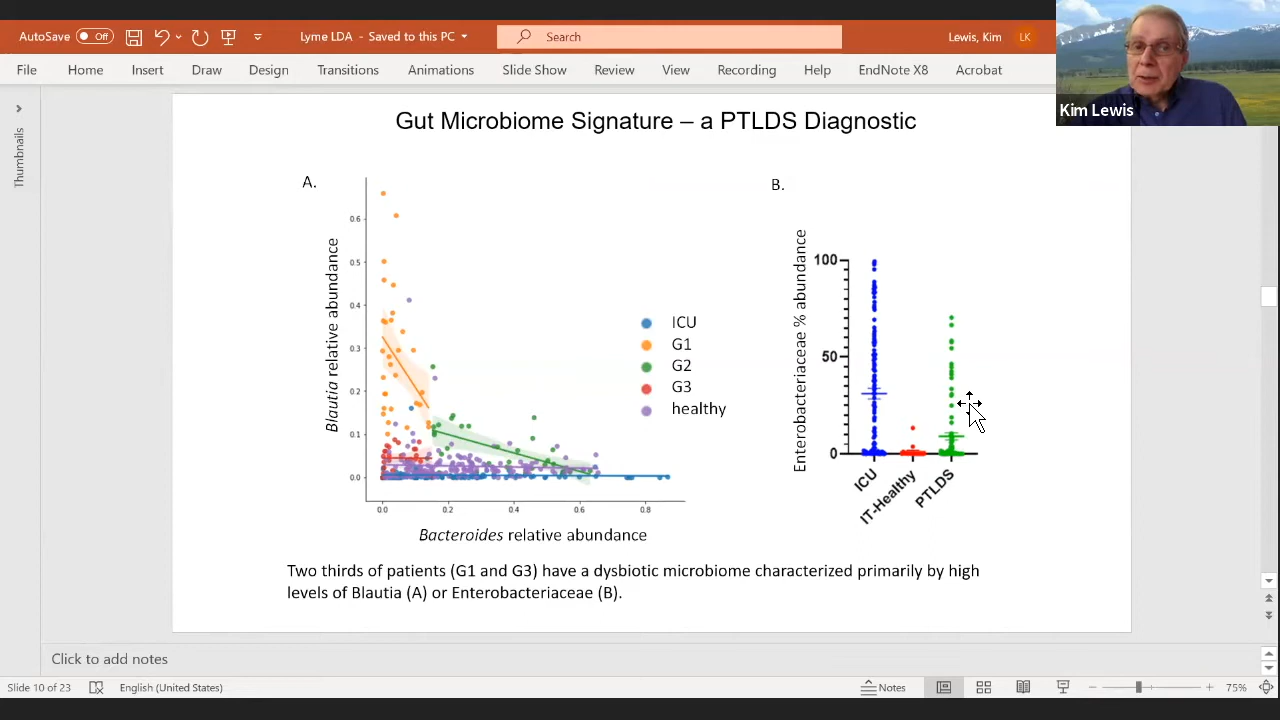 AutoSave Off Lyme LDA - Saved to this PC Search Lewis, Kim LK
File Home Insert Draw Design Transitions Animations Slide Show Review View Recording Help EndNote X8 Acrobat
Kim Lewis
Thumbnails
Gut Microbiome Signature – a PTLDS Diagnostic
A.
Blautia relative abundance
0.6
0.5
0.4
0.3
0.2
0.1
0.0
0.0 0.2 0.4 0.6 0.8
Bacteroides relative abundance
ICU
G1
G2
G3
healthy
B.
Enterobacteriaceae % abundance
100
50
0
ICU
IT-Healthy
PTLDS
Two thirds of patients (G1 and G3) have a dysbiotic microbiome characterized primarily by high
levels of Blautia (A) or Enterobacteriaceae (B).
Click to add notes
Slide 10 of 23 English (United States) Notes 75%